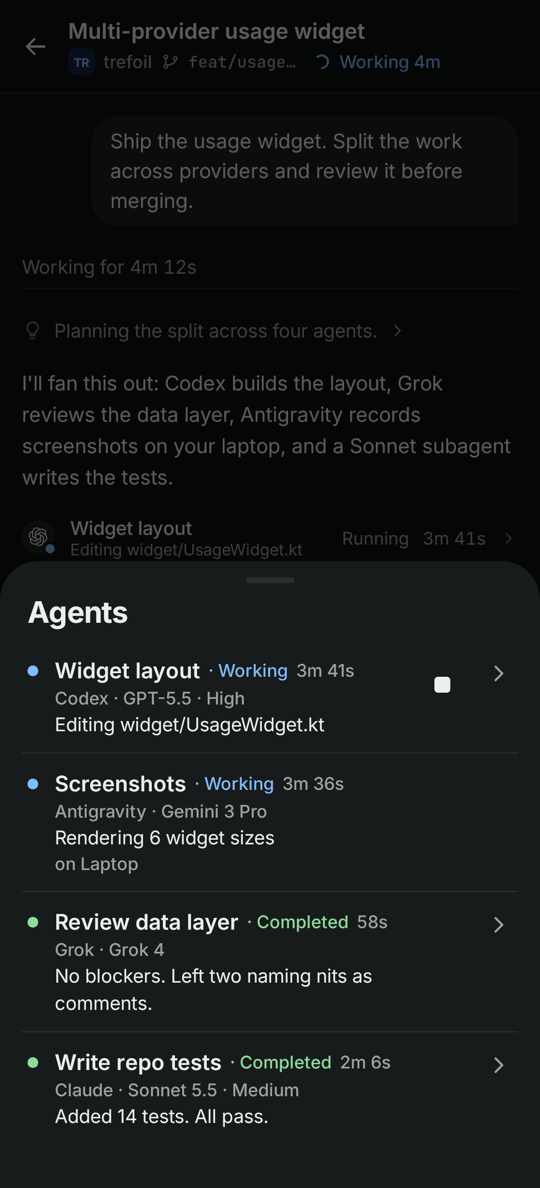 Multi-provider usage widget
TR trefoil feat/usage… Working 4m
Ship the usage widget. Split the work
across providers and review it before
merging.
Working for 4m 12s
Planning the split across four agents.
I'll fan this out: Codex builds the layout, Grok
reviews the data layer, Antigravity records
screenshots on your laptop, and a Sonnet subagent
writes the tests.
Widget layout
Running 3m 41s
Editing widget/UsageWidget.kt
Agents
Widget layout · Working 3m 41s
Codex · GPT-5.5 · High
Editing widget/UsageWidget.kt
Screenshots · Working 3m 36s
Antigravity · Gemini 3 Pro
Rendering 6 widget sizes
on Laptop
Review data layer · Completed 58s
Grok · Grok 4
No blockers. Left two naming nits as
comments.
Write repo tests · Completed 2m 6s
Claude · Sonnet 5.5 · Medium
Added 14 tests. All pass.